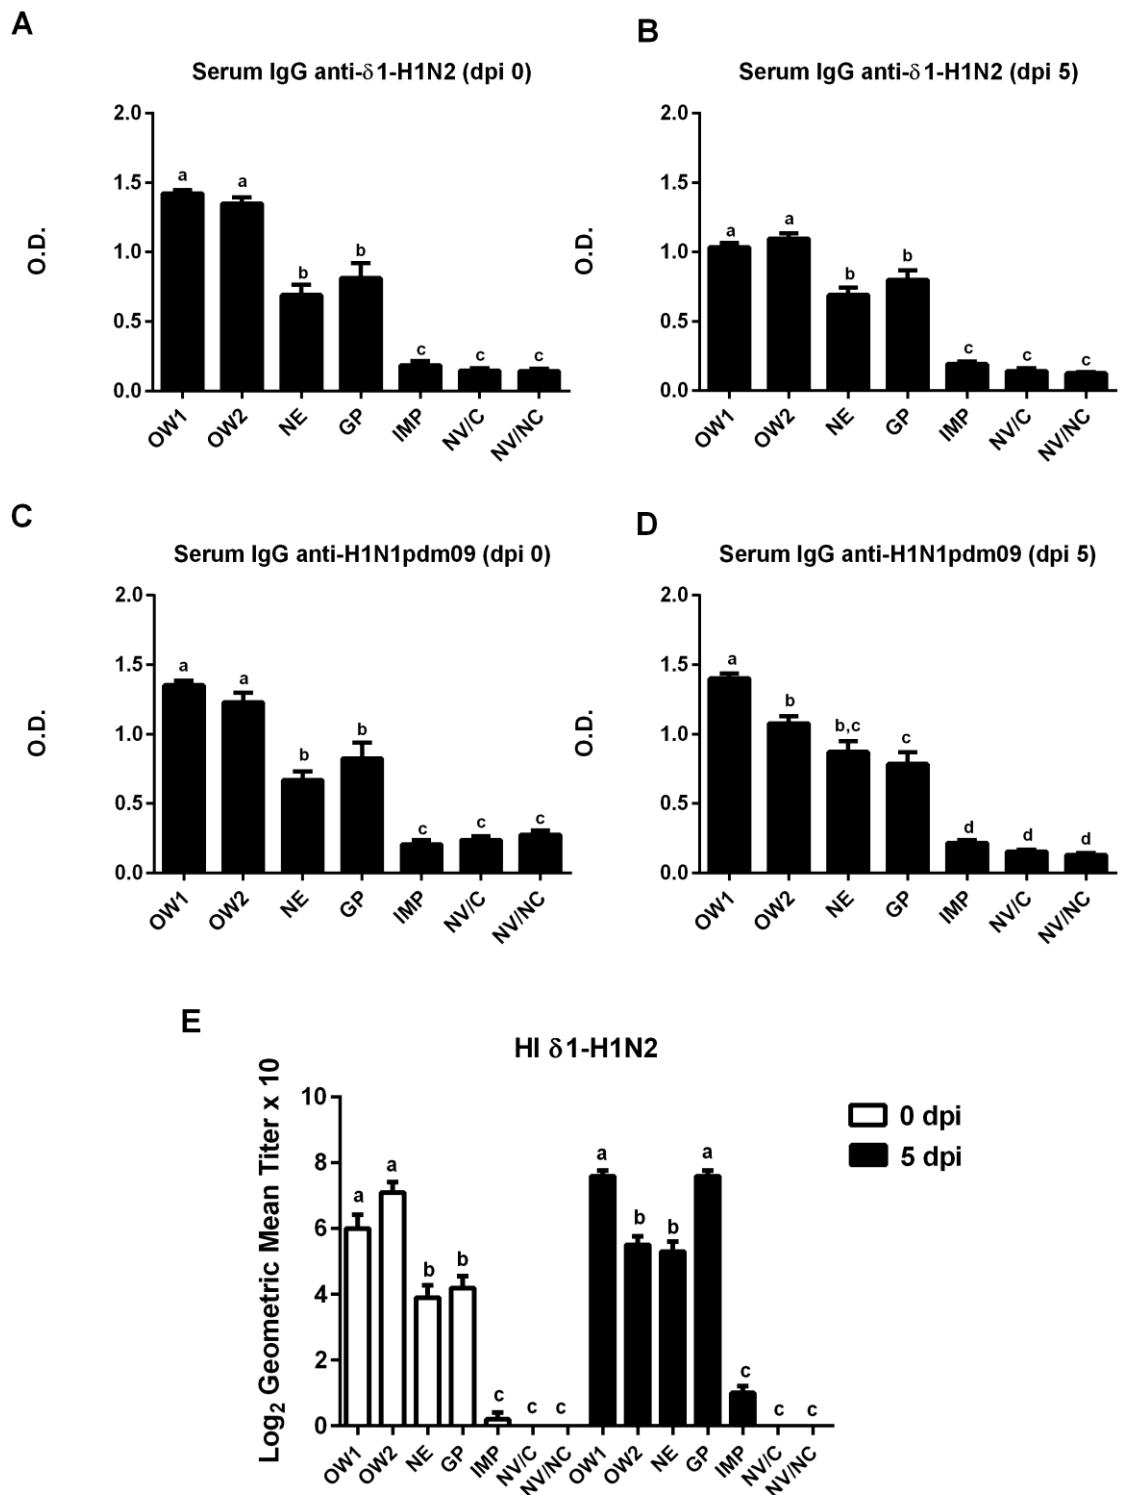 A
B
Serum IgG anti-δ1-H1N2 (dpi 0)
Serum IgG anti-δ1-H1N2 (dpi 5)
2.0
1.5
1.0
0.5
0.0
O.D.
a
a
b
b
c
c
c
OW1
OW2
NE
GP
IMP
NV/C
NV/NC
2.0
1.5
1.0
0.5
0.0
O.D.
a
a
b
b
c
c
c
OW1
OW2
NE
GP
IMP
NV/C
NV/NC
C
D
Serum IgG anti-H1N1pdm09 (dpi 0)
Serum IgG anti-H1N1pdm09 (dpi 5)
2.0
1.5
1.0
0.5
0.0
O.D.
a
a
b
b
c
c
c
OW1
OW2
NE
GP
IMP
NV/C
NV/NC
2.0
1.5
1.0
0.5
0.0
O.D.
a
b
b,c
c
d
d
d
OW1
OW2
NE
GP
IMP
NV/C
NV/NC
E
HI δ1-H1N2
Log₂ Geometric Mean Titer x 10
10
8
6
4
2
0
a
a
b
b
c
c
c
a
b
b
a
c
c
c
OW1
OW2
NE
GP
IMP
NV/C
NV/NC
OW1
OW2
NE
GP
IMP
NV/C
NV/NC
0 dpi
5 dpi